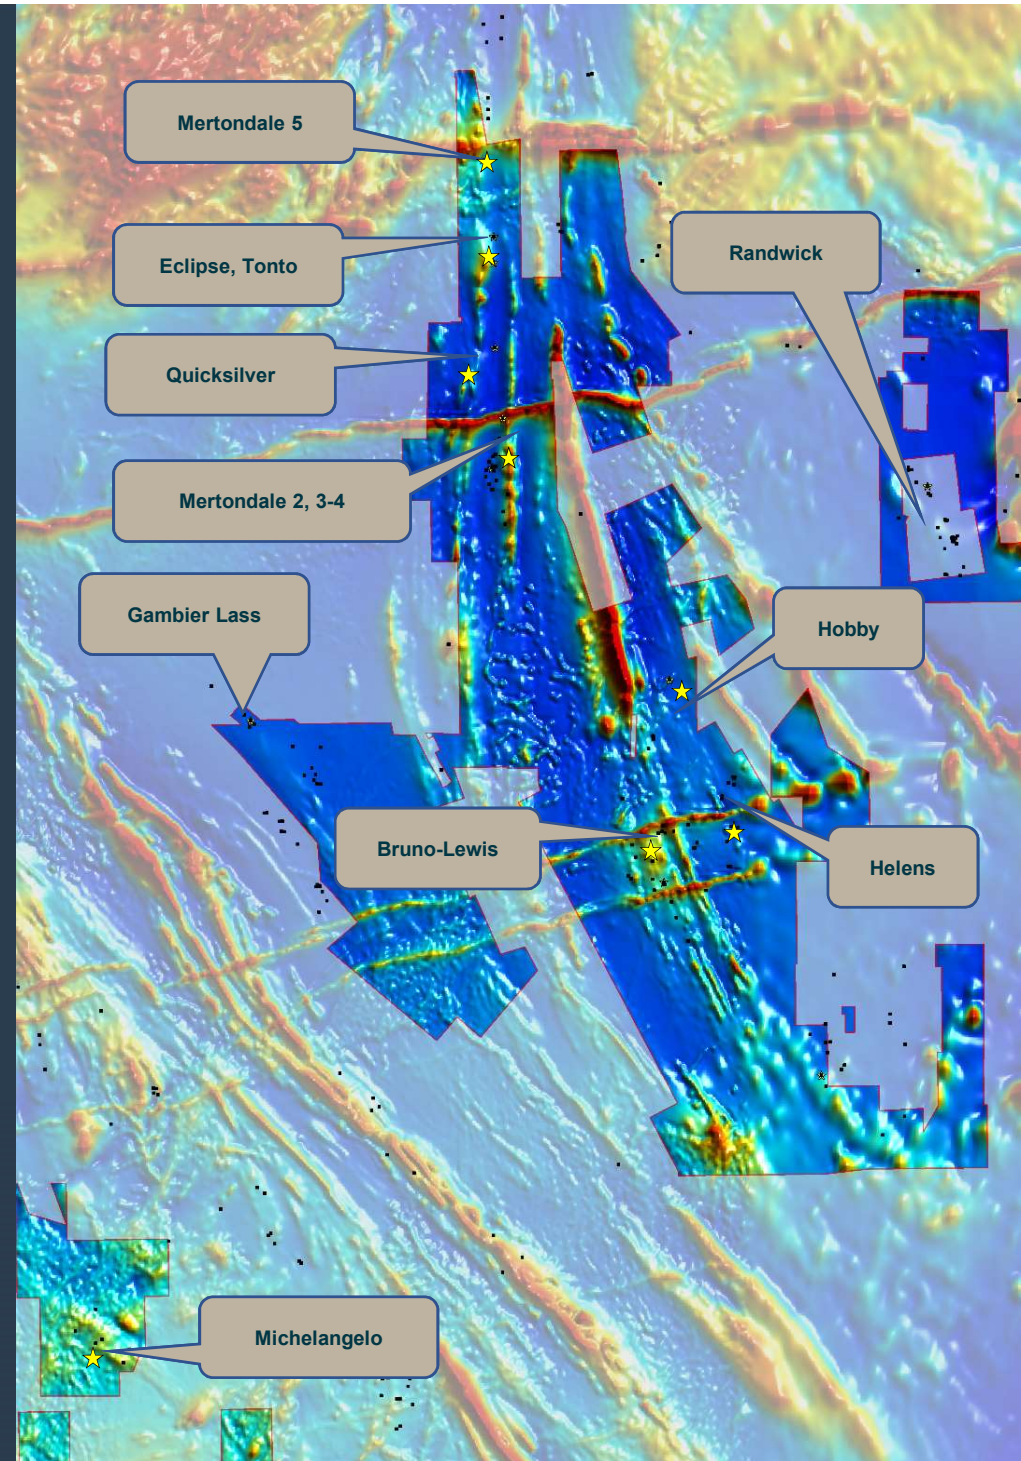 Mertondale 5
Eclipse, Tonto
Randwick
Quicksilver
Mertondale 2, 3-4
Gambier Lass
Hobby
Bruno-Lewis
Helens
Michelangelo